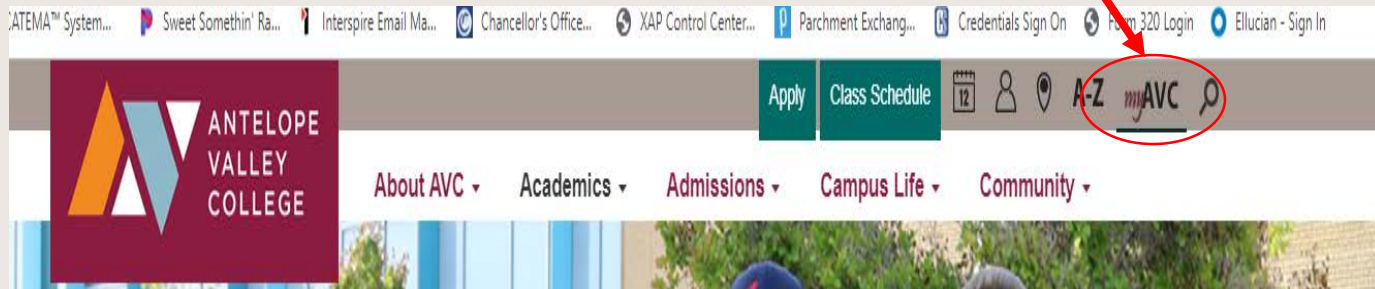 CATEMA™ System... Sweet Somethin' Ra... Interspire Email Ma... Chancellor's Office... XAP Control Center... Parchment Exchang... Credentials Sign On Form 320 Login Ellucian - Sign In
Apply Class Schedule 12 A-Z myAVC
ANTELOPE
VALLEY
COLLEGE
About AVC Academics Admissions Campus Life Community